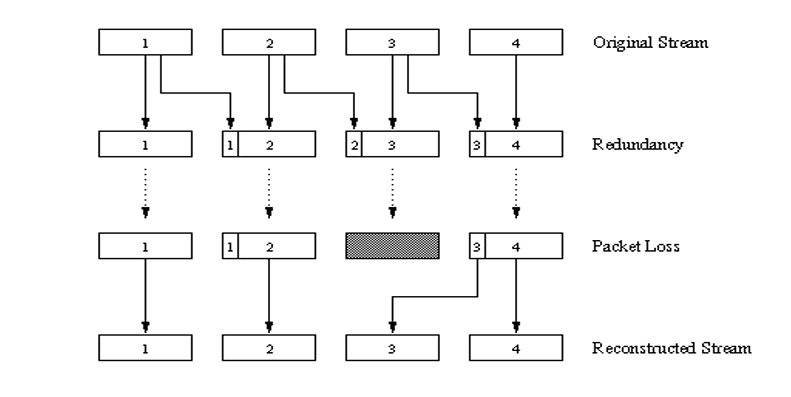 1 2 3 4 Original Stream
1 1 2 2 3 3 4 Redundancy
1 1 2 3 4 Packet Loss
1 2 3 4 Reconstructed Stream